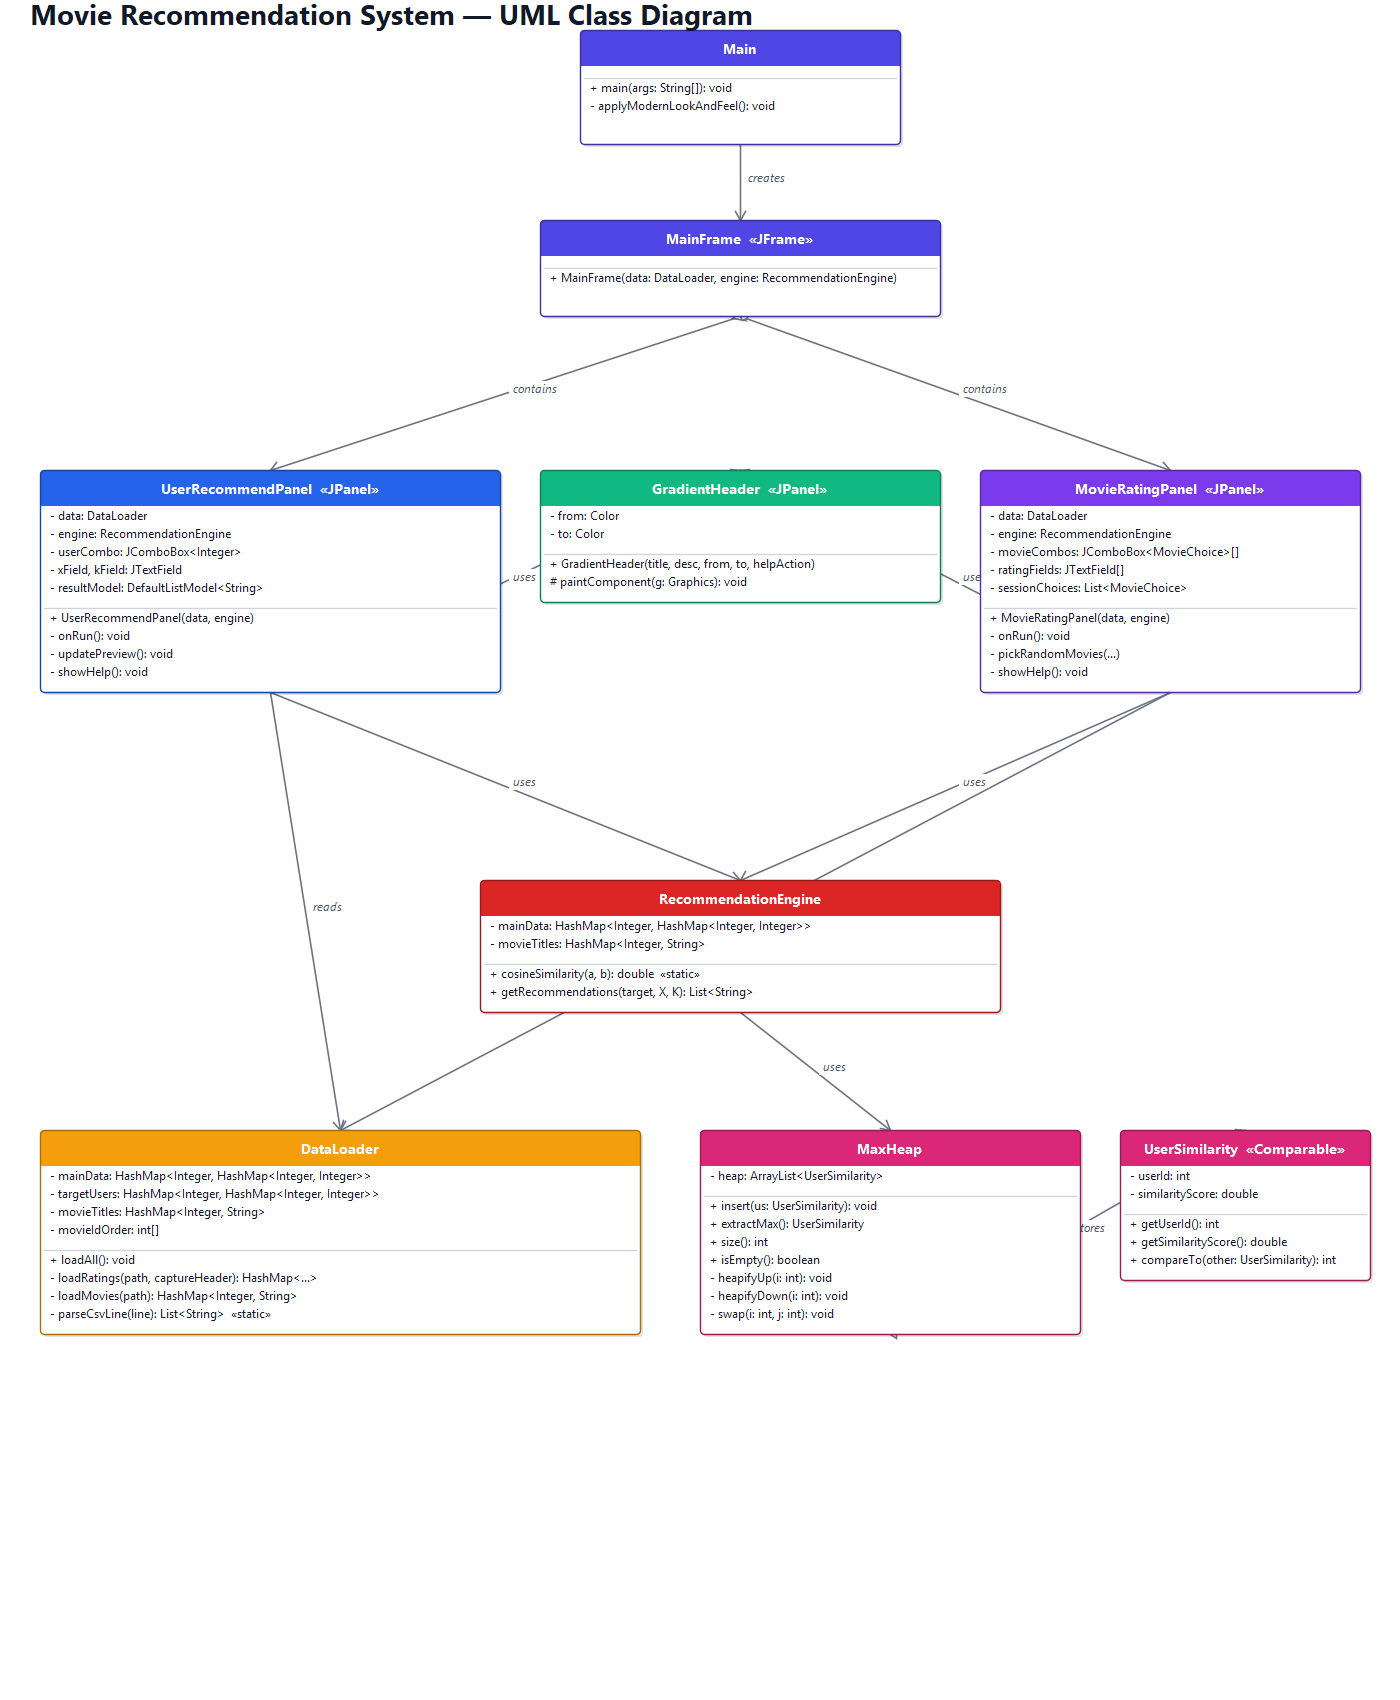 Movie Recommendation System — UML Class Diagram
Main
+ main(args: String[]): void
- applyModernLookAndFeel(): void
creates
MainFrame «JFrame»
+ MainFrame(data: DataLoader, engine: RecommendationEngine)
contains
contains
UserRecommendPanel «JPanel»
- data: DataLoader
- engine: RecommendationEngine
- userCombo: JComboBox<Integer>
- xField, kField: JTextField
- resultModel: DefaultListModel<String>
+ UserRecommendPanel(data, engine)
- onRun(): void
- updatePreview(): void
- showHelp(): void
uses
GradientHeader «JPanel»
- from: Color
- to: Color
+ GradientHeader(title, desc, from, to, helpAction)
# paintComponent(g: Graphics): void
MovieRatingPanel «JPanel»
- data: DataLoader
- engine: RecommendationEngine
- movieCombos: JComboBox<MovieChoice>[]
- ratingFields: JTextField[]
- sessionChoices: List<MovieChoice>
+ MovieRatingPanel(data, engine)
- onRun(): void
- pickRandomMovies(...)
- showHelp(): void
uses
uses
reads
RecommendationEngine
- mainData: HashMap<Integer, HashMap<Integer, Integer>>
- movieTitles: HashMap<Integer, String>
+ cosineSimilarity(a, b): double «static»
+ getRecommendations(target, X, K): List<String>
uses
DataLoader
- mainData: HashMap<Integer, HashMap<Integer, Integer>>
- targetUsers: HashMap<Integer, HashMap<Integer, Integer>>
- movieTitles: HashMap<Integer, String>
- movieIdOrder: int[]
+ loadAll(): void
- loadRatings(path, captureHeader): HashMap<...>
- loadMovies(path): HashMap<Integer, String>
- parseCsvLine(line): List<String> «static»
MaxHeap
- heap: ArrayList<UserSimilarity>
+ insert(us: UserSimilarity): void
+ extractMax(): UserSimilarity
+ size(): int
+ isEmpty(): boolean
- heapifyUp(i: int): void
- heapifyDown(i: int): void
- swap(i: int, j: int): void
UserSimilarity «Comparable»
- userId: int
- similarityScore: double
+ getUserId(): int
+ getSimilarityScore(): double
+ compareTo(other: UserSimilarity): int